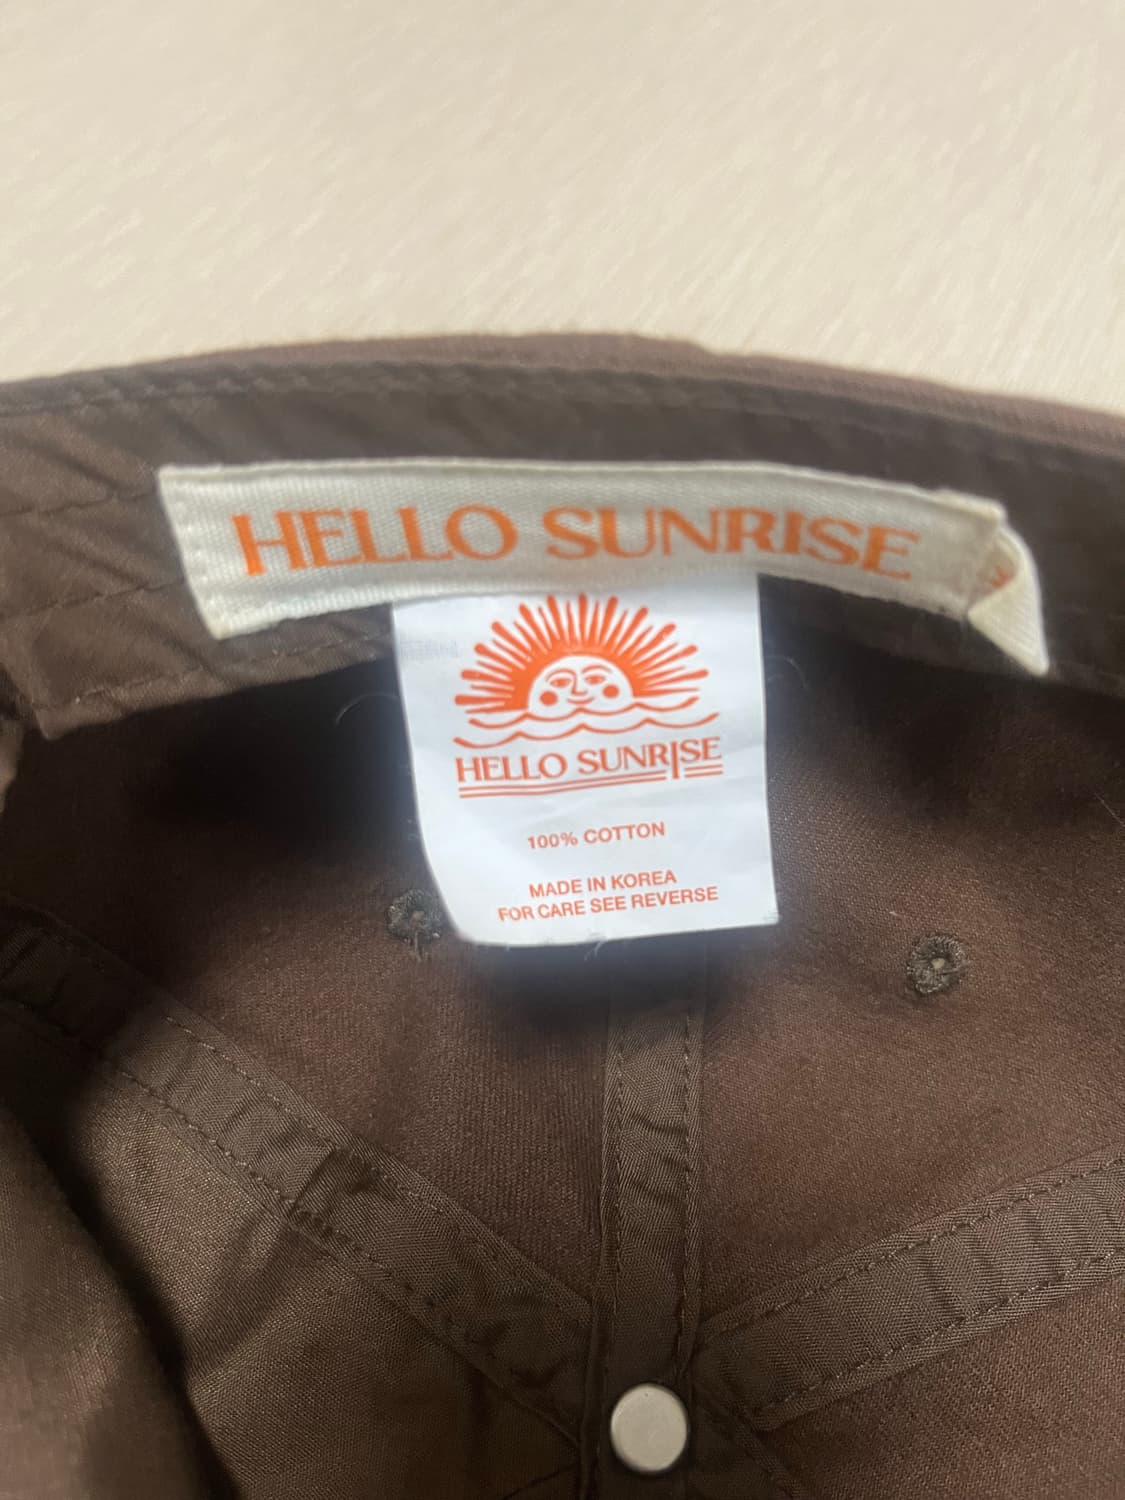 HELLO SUNRISE
HELLO SUNRISE
100% COTTON
MADE IN KOREA
FOR CARE SEE REVERSE